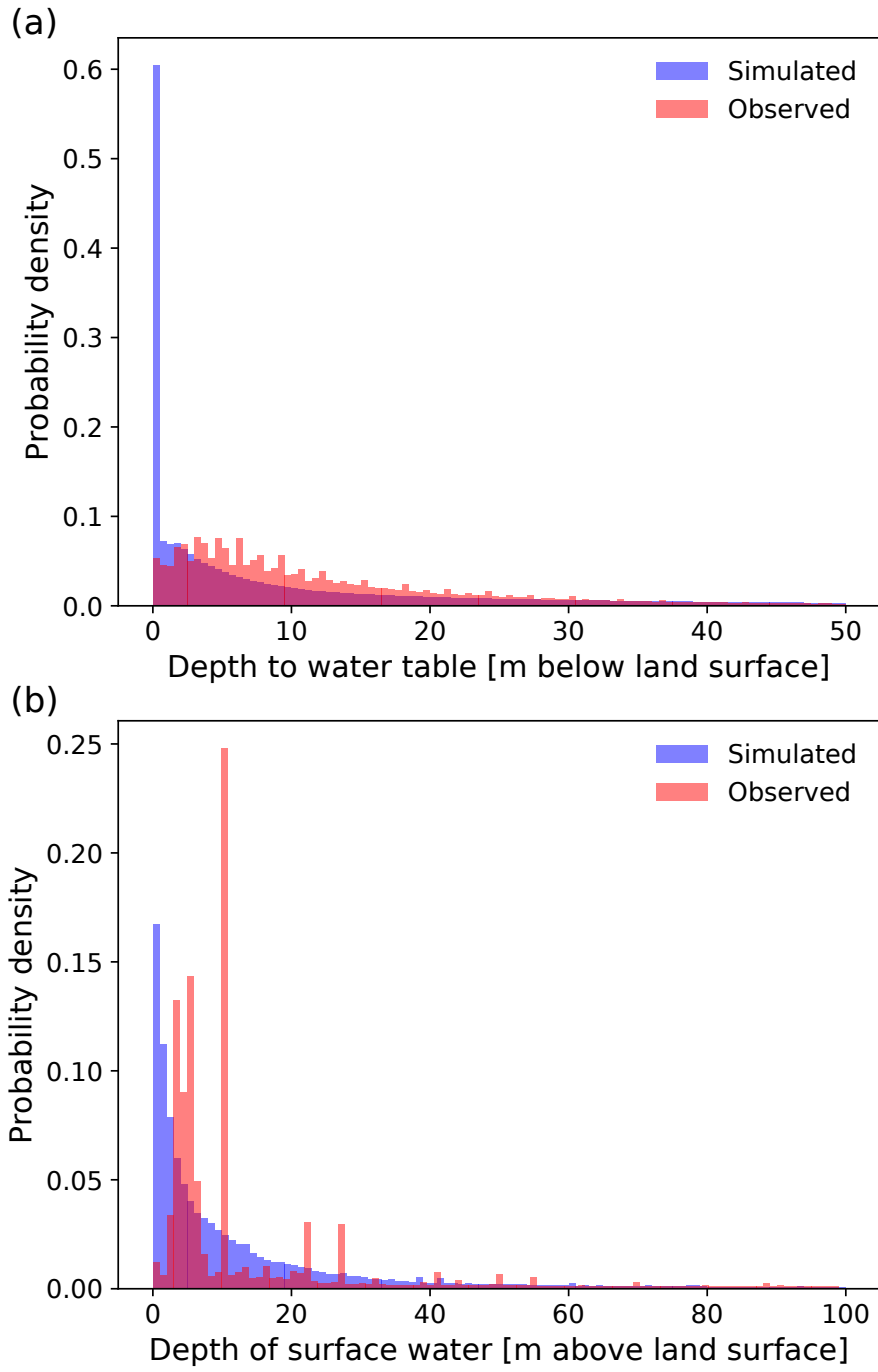 (a)
0.6
0.5
0.4
0.3
0.2
0.1
0.0
Probability density
Simulated
Observed
0 10 20 30 40 50
Depth to water table [m below land surface]
(b)
0.25
0.20
0.15
0.10
0.05
0.00
Probability density
Simulated
Observed
0 20 40 60 80 100
Depth of surface water [m above land surface]